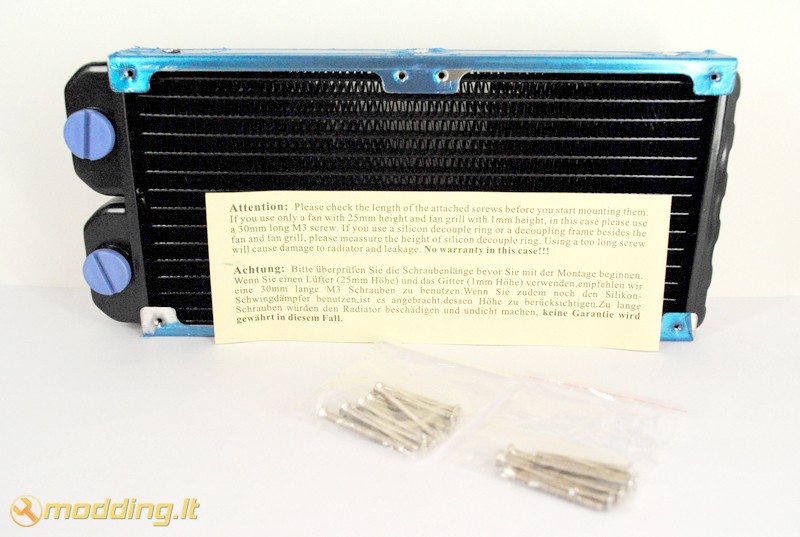 Attention: Please check the length of the attached screws before you start mounting them.
If you use only a fan with 25mm height and fan grill with 1mm height, in this case please use
a 30mm long M3 screw. If you use a silicon decouple ring or a decoupling frame besides the
fan and fan grill, please meassure the height of silicon decouple ring. Using a too long screw
will cause damage to radiator and leakage. No warranty in this case!!!
Achtung: Bitte überprüfen Sie die Schraubenlänge bevor Sie mit der Montage beginnen.
Wenn Sie einen Lüfter (25mm Höhe) und das Gitter (1mm Höhe) verwenden,empfehlen wir
eine 30mm lange M3 Schrauben zu benutzen.Wenn Sie zudem noch den Silikon-
Schwingdämpfer benutzen,ist es angebracht,dessen Höhe zu berücksichtigen.Zu lange
Schrauben würden den Radiator beschädigen und undicht machen, keine Garantie wird
gewährt in diesem Fall.
modding.lt